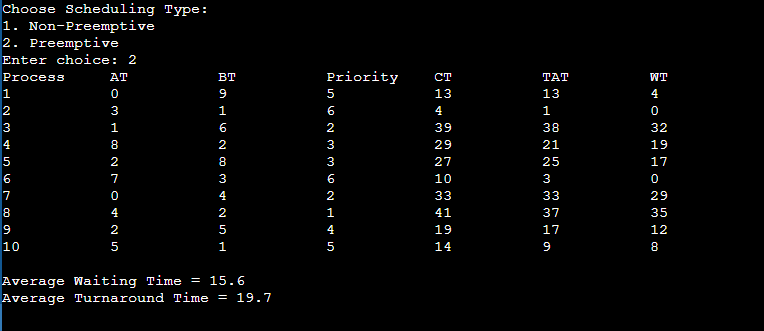 Choose Scheduling Type:
1. Non-Preemptive
2. Preemptive
Enter choice: 2
Process AT BT Priority CT TAT WT
1 0 9 5 13 13 4
2 3 1 6 4 1 0
3 1 6 2 39 38 32
4 8 2 3 29 21 19
5 2 8 3 27 25 17
6 7 3 6 10 3 0
7 0 4 2 33 33 29
8 4 2 1 41 37 35
9 2 5 4 19 17 12
10 5 1 5 14 9 8
Average Waiting Time = 15.6
Average Turnaround Time = 19.7